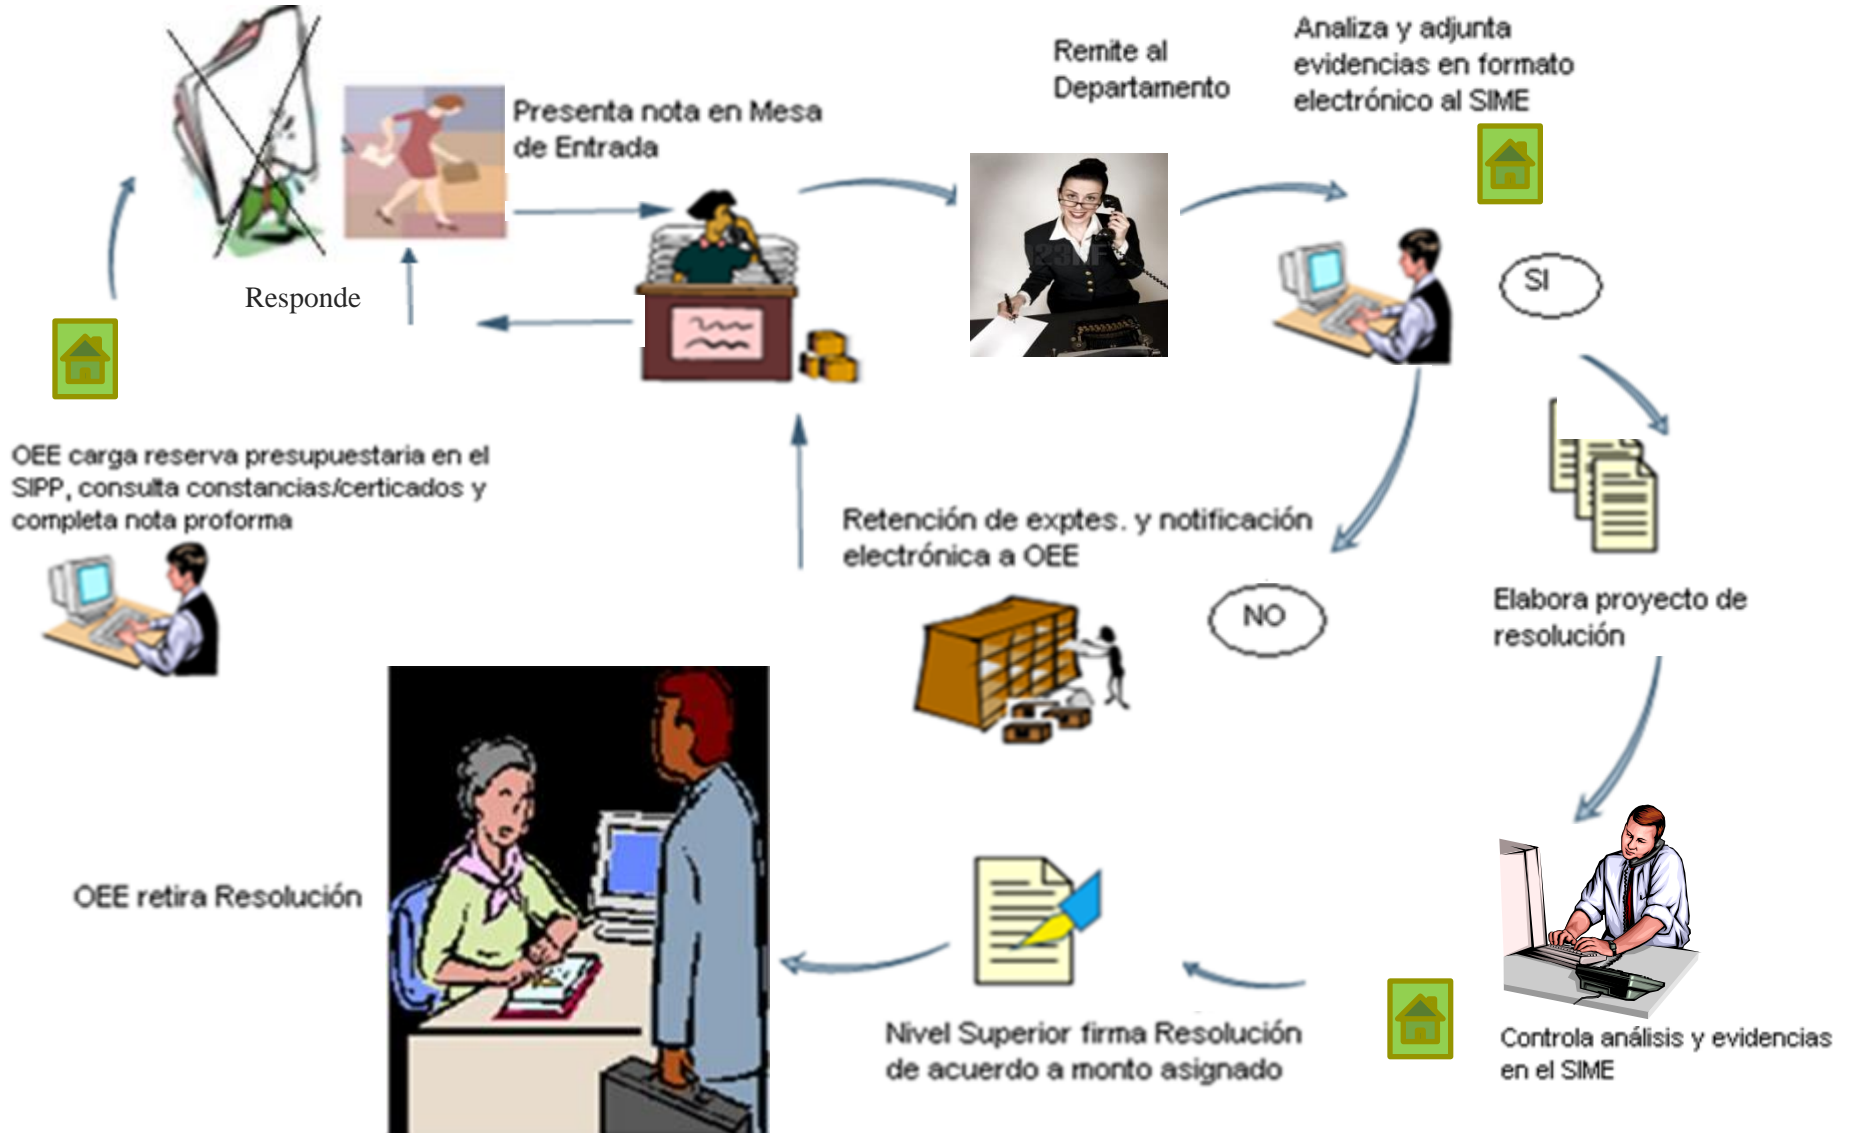 Presenta nota en Mesa
de Entrada
Remite al
Departamento
Analiza y adjunta
evidencias en formato
electrónico al SIME
Responde
SI
OEE carga reserva presupuestaria en el
SIPP, consulta constancias/certicados y
completa nota proforma
Retención de exptes. y notificación
electrónica a OEE
NO
Elabora proyecto de
resolución
OEE retira Resolución
Nivel Superior firma Resolución
de acuerdo a monto asignado
Controla análisis y evidencias
en el SIME